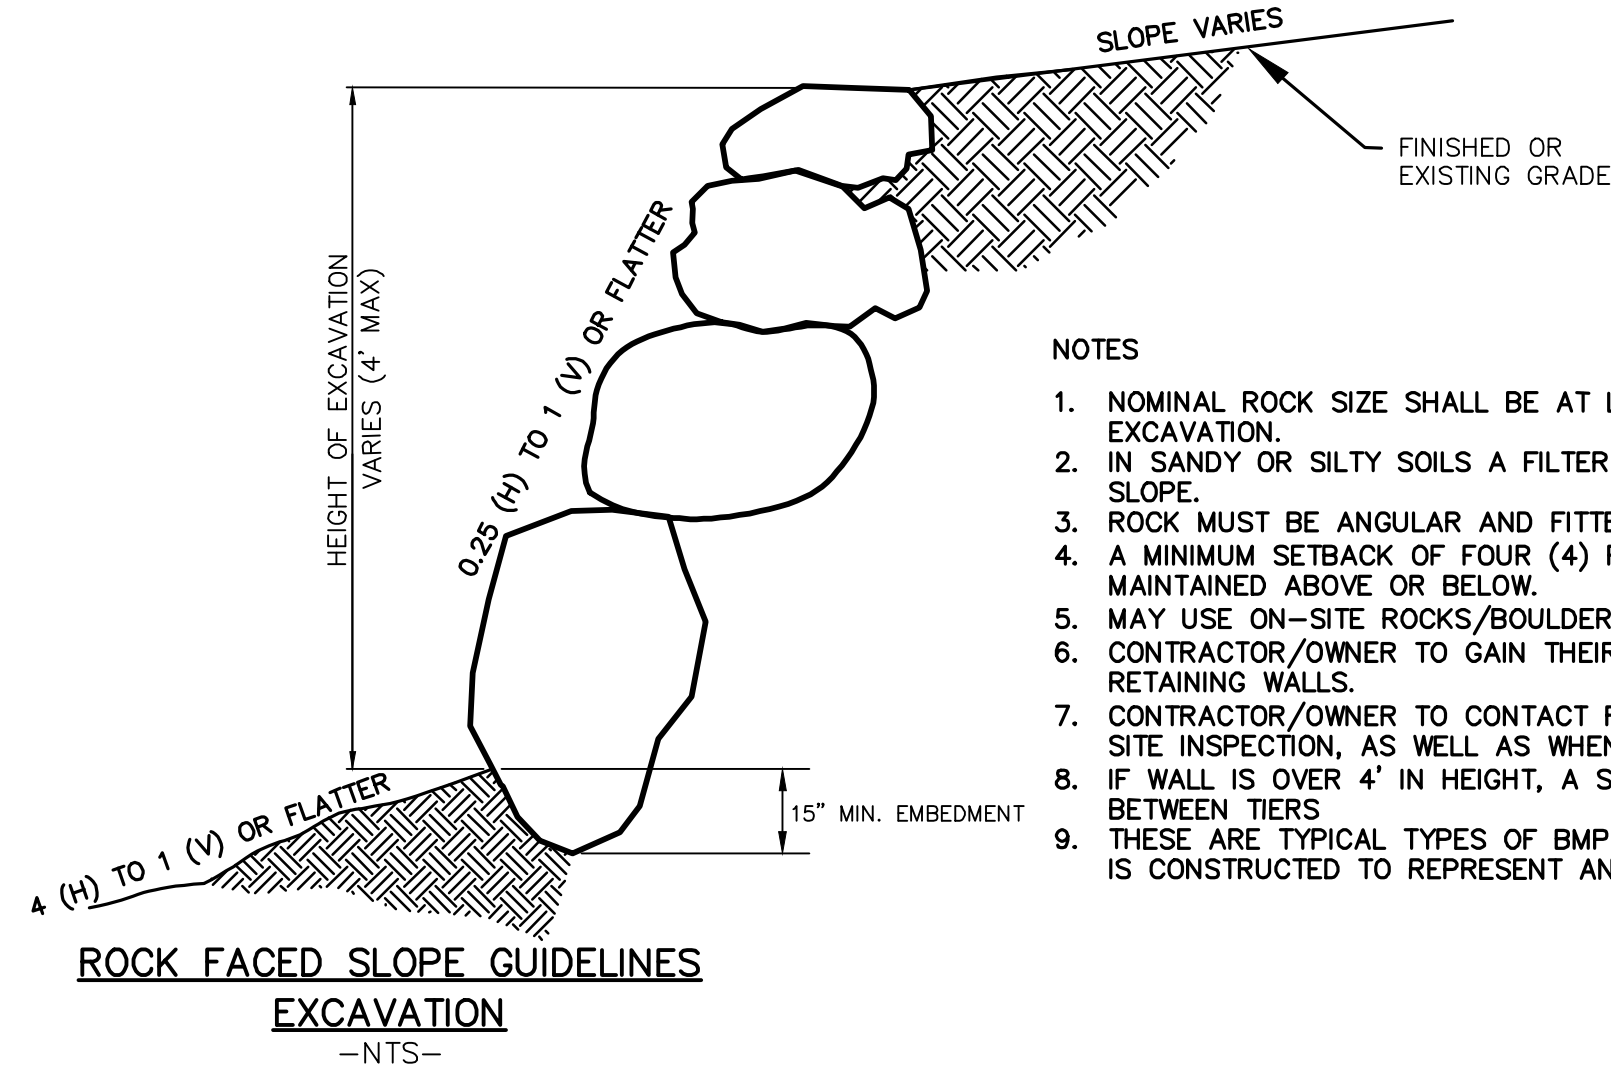 SLOPE VARIES
FINISHED OR
EXISTING GRADE
HEIGHT OF EXCAVATION
VARIES (4' MAX)
0.25 (H) TO 1 (V) OR FLATTER
4 (H) TO 1 (V) OR FLATTER
15" MIN. EMBEDMENT
NOTES
1. NOMINAL ROCK SIZE SHALL BE AT
EXCAVATION.
2. IN SANDY OR SILTY SOILS A FILTER
SLOPE.
3. ROCK MUST BE ANGULAR AND
4. A MINIMUM SETBACK OF FOUR (4)
MAINTAINED ABOVE OR BELOW.
5. MAY USE ON-SITE ROCKS/BOULDER
6. CONTRACTOR/OWNER TO GAIN THEIR
RETAINING WALLS.
7. CONTRACTOR/OWNER TO CONTACT
SITE INSPECTION, AS WELL AS WHEN
8. IF WALL IS OVER 4' IN HEIGHT, A
BETWEEN TIERS
9. THESE ARE TYPICAL TYPES OF BMP
IS CONSTRUCTED TO REPRESENT AN
ROCK FACED SLOPE GUIDELINES
EXCAVATION
-NTS-